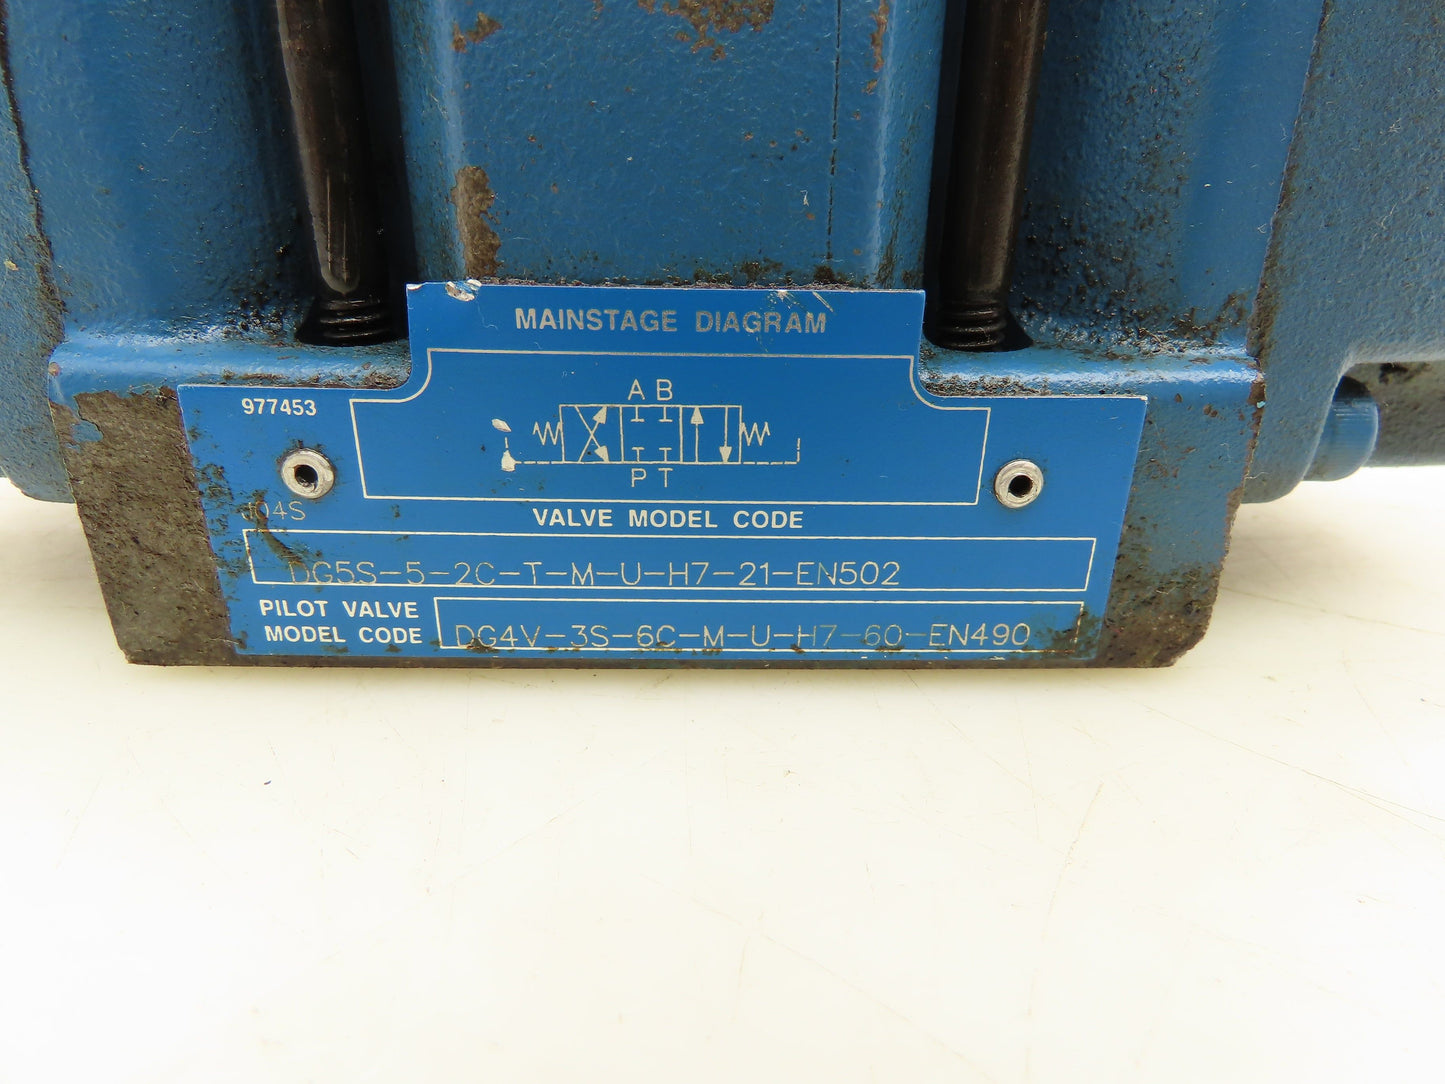 MAINSTAGE DIAGRAM
977453
A B
P T
04S
VALVE MODEL CODE
DG5S-5-2C-T-M-U-H7-21-EN502
PILOT VALVE
MODEL CODE
DG4V-3S-6C-M-U-H7-60-EN490